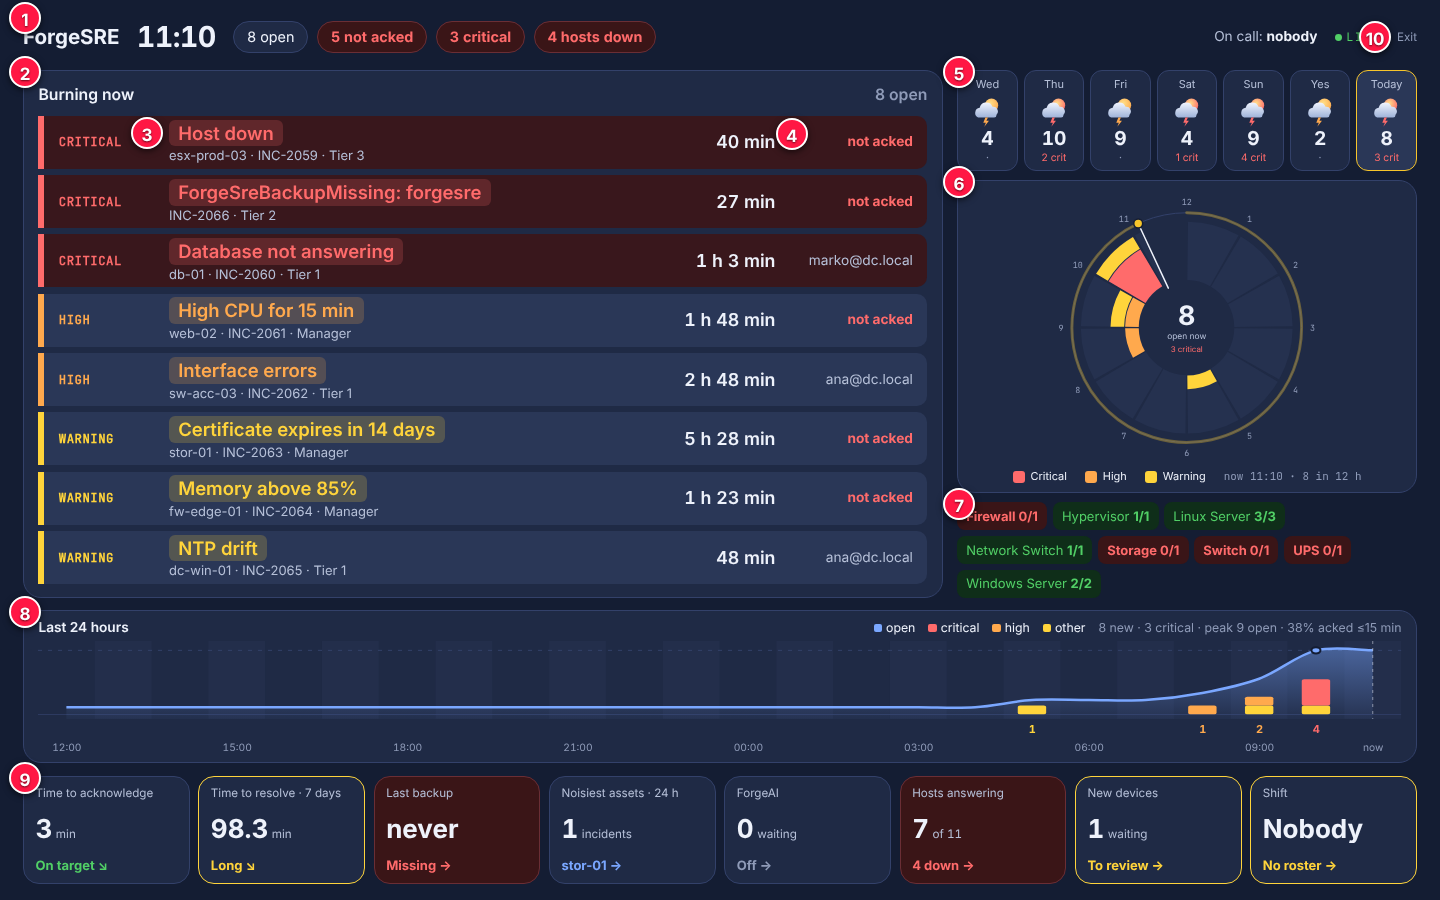 1
ForgeSRE 11:10 8 open 5 not acked 3 critical 4 hosts down
On call: nobody 10 Exit
2
Burning now 8 open
CRITICAL 3 Host down 40 min 4 not acked
esx-prod-03 · INC-2059 · Tier 3
CRITICAL ForgeSreBackupMissing: forgesre 27 min not acked
INC-2066 · Tier 2
CRITICAL Database not answering 1 h 3 min marko@dc.local
db-01 · INC-2060 · Tier 1
HIGH High CPU for 15 min 1 h 48 min not acked
web-02 · INC-2061 · Manager
HIGH Interface errors 2 h 48 min ana@dc.local
sw-acc-03 · INC-2062 · Tier 1
WARNING Certificate expires in 14 days 5 h 28 min not acked
stor-01 · INC-2063 · Manager
WARNING Memory above 85% 1 h 23 min not acked
fw-edge-01 · INC-2064 · Manager
WARNING NTP drift 48 min ana@dc.local
dc-win-01 · INC-2065 · Tier 1
5
Wed Thu Fri Sat Sun Yes Today
4 10 9 4 9 2 8
· 2 crit · 1 crit 4 crit · 3 crit
6
12
11 1
10 2
9 3
8 4
7 5
6
8
open now
3 critical
Critical High Warning now 11:10 · 8 in 12 h
7
Firewall 0/1 Hypervisor 1/1 Linux Server 3/3
Network Switch 1/1 Storage 0/1 Switch 0/1 UPS 0/1
Windows Server 2/2
8
Last 24 hours open critical high other 8 new · 3 critical · peak 9 open · 38% acked ≤15 min
1 1 2 4
12:00 15:00 18:00 21:00 00:00 03:00 06:00 09:00 now
9
Time to acknowledge
3 min
On target ↘
Time to resolve · 7 days
98.3 min
Long ↘
Last backup
never
Missing →
Noisiest assets · 24 h
1 incidents
stor-01 →
ForgeAI
0 waiting
Off →
Hosts answering
7 of 11
4 down →
New devices
1 waiting
To review →
Shift
Nobody
No roster →